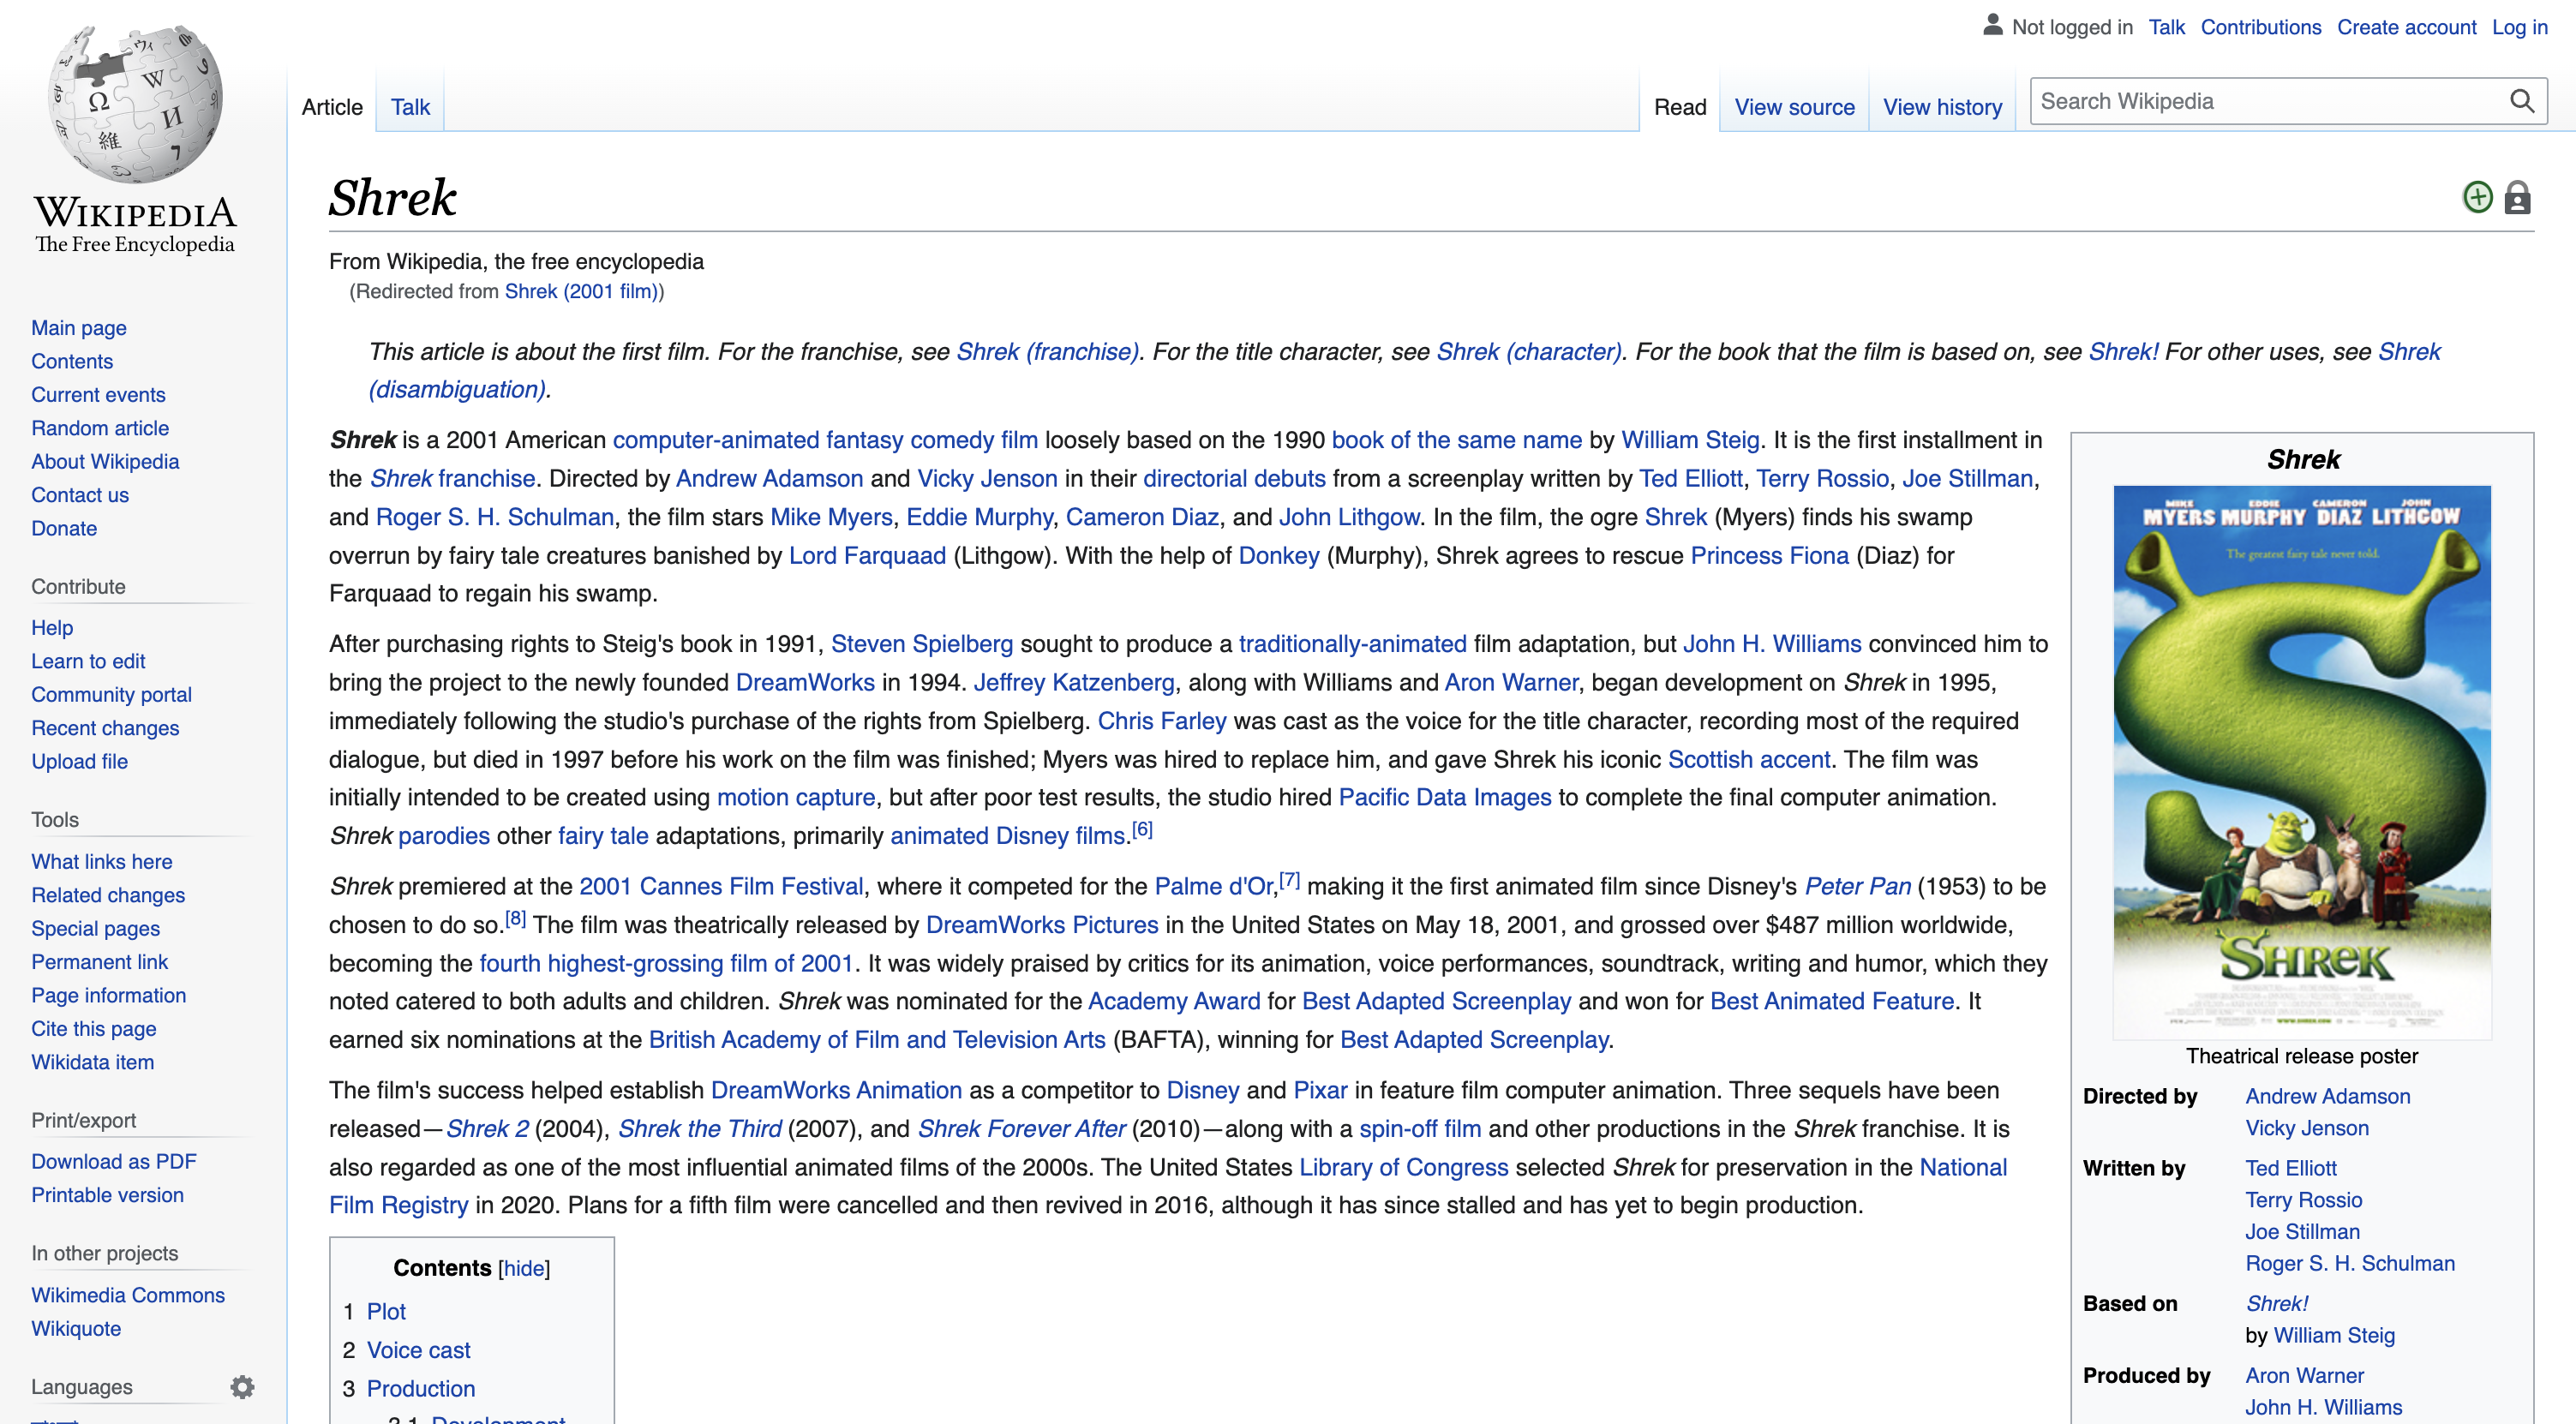 Not logged in Talk Contributions Create account Log in
Article Talk Read View source View history Search Wikipedia
WIKIPEDIA
The Free Encyclopedia
Main page
Contents
Current events
Random article
About Wikipedia
Contact us
Donate
Contribute
Help
Learn to edit
Community portal
Recent changes
Upload file
Tools
What links here
Related changes
Special pages
Permanent link
Page information
Cite this page
Wikidata item
Print/export
Download as PDF
Printable version
In other projects
Wikimedia Commons
Wikiquote
Languages
Shrek
From Wikipedia, the free encyclopedia
(Redirected from Shrek (2001 film))
This article is about the first film. For the franchise, see Shrek (franchise). For the title character, see Shrek (character). For the book that the film is based on, see Shrek! For other uses, see Shrek
(disambiguation).
Shrek is a 2001 American computer-animated fantasy comedy film loosely based on the 1990 book of the same name by William Steig. It is the first installment in
the Shrek franchise. Directed by Andrew Adamson and Vicky Jenson in their directorial debuts from a screenplay written by Ted Elliott, Terry Rossio, Joe Stillman,
and Roger S. H. Schulman, the film stars Mike Myers, Eddie Murphy, Cameron Diaz, and John Lithgow. In the film, the ogre Shrek (Myers) finds his swamp
overrun by fairy tale creatures banished by Lord Farquaad (Lithgow). With the help of Donkey (Murphy), Shrek agrees to rescue Princess Fiona (Diaz) for
Farquaad to regain his swamp.
After purchasing rights to Steig's book in 1991, Steven Spielberg sought to produce a traditionally-animated film adaptation, but John H. Williams convinced him to
bring the project to the newly founded DreamWorks in 1994. Jeffrey Katzenberg, along with Williams and Aron Warner, began development on Shrek in 1995,
immediately following the studio's purchase of the rights from Spielberg. Chris Farley was cast as the voice for the title character, recording most of the required
dialogue, but died in 1997 before his work on the film was finished; Myers was hired to replace him, and gave Shrek his iconic Scottish accent. The film was
initially intended to be created using motion capture, but after poor test results, the studio hired Pacific Data Images to complete the final computer animation.
Shrek parodies other fairy tale adaptations, primarily animated Disney films.[6]
Shrek premiered at the 2001 Cannes Film Festival, where it competed for the Palme d'Or,[7] making it the first animated film since Disney's Peter Pan (1953) to be
chosen to do so.[8] The film was theatrically released by DreamWorks Pictures in the United States on May 18, 2001, and grossed over $487 million worldwide,
becoming the fourth highest-grossing film of 2001. It was widely praised by critics for its animation, voice performances, soundtrack, writing and humor, which they
noted catered to both adults and children. Shrek was nominated for the Academy Award for Best Adapted Screenplay and won for Best Animated Feature. It
earned six nominations at the British Academy of Film and Television Arts (BAFTA), winning for Best Adapted Screenplay.
The film's success helped establish DreamWorks Animation as a competitor to Disney and Pixar in feature film computer animation. Three sequels have been
released—Shrek 2 (2004), Shrek the Third (2007), and Shrek Forever After (2010)—along with a spin-off film and other productions in the Shrek franchise. It is
also regarded as one of the most influential animated films of the 2000s. The United States Library of Congress selected Shrek for preservation in the National
Film Registry in 2020. Plans for a fifth film were cancelled and then revived in 2016, although it has since stalled and has yet to begin production.
Contents [hide]
1 Plot
2 Voice cast
3 Production
3.1 Development
Shrek
MIKE EDDIE CAMERON JOHN
MYERS MURPHY DIAZ LITHGOW
The greatest fairy tale never told.
SHREK
Theatrical release poster
Directed by Andrew Adamson
Vicky Jenson
Written by Ted Elliott
Terry Rossio
Joe Stillman
Roger S. H. Schulman
Based on Shrek!
by William Steig
Produced by Aron Warner
John H. Williams